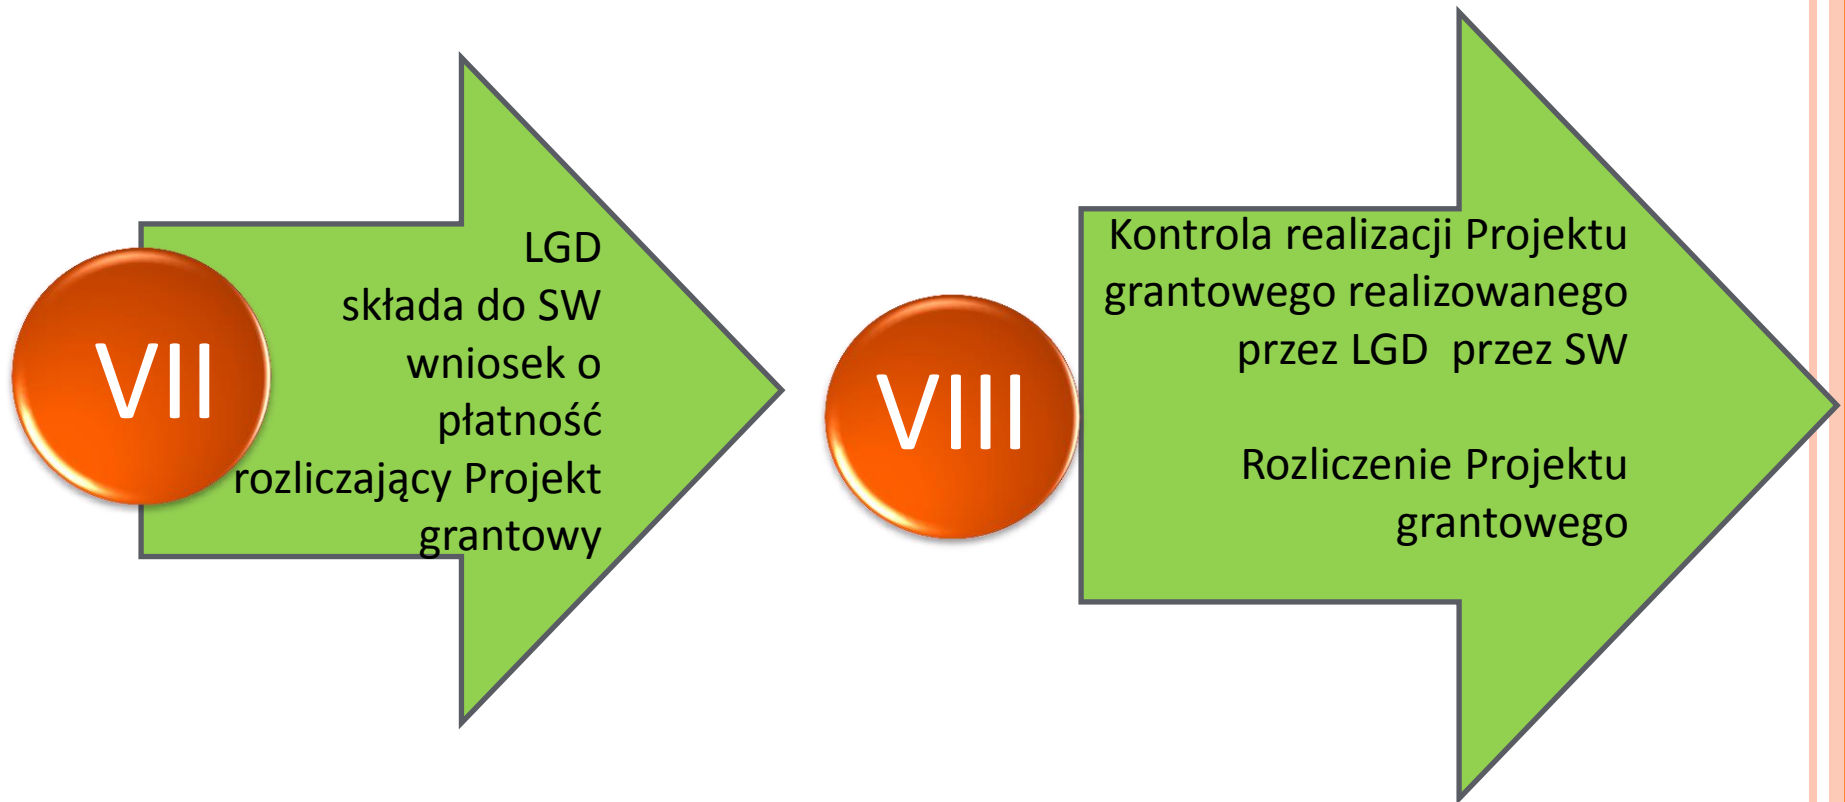 VII
LGD
składa do SW
wniosek o
płatność
rozliczający Projekt
grantowy
VIII
Kontrola realizacji Projektu
grantowego realizowanego
przez LGD  przez SW
Rozliczenie Projektu
grantowego